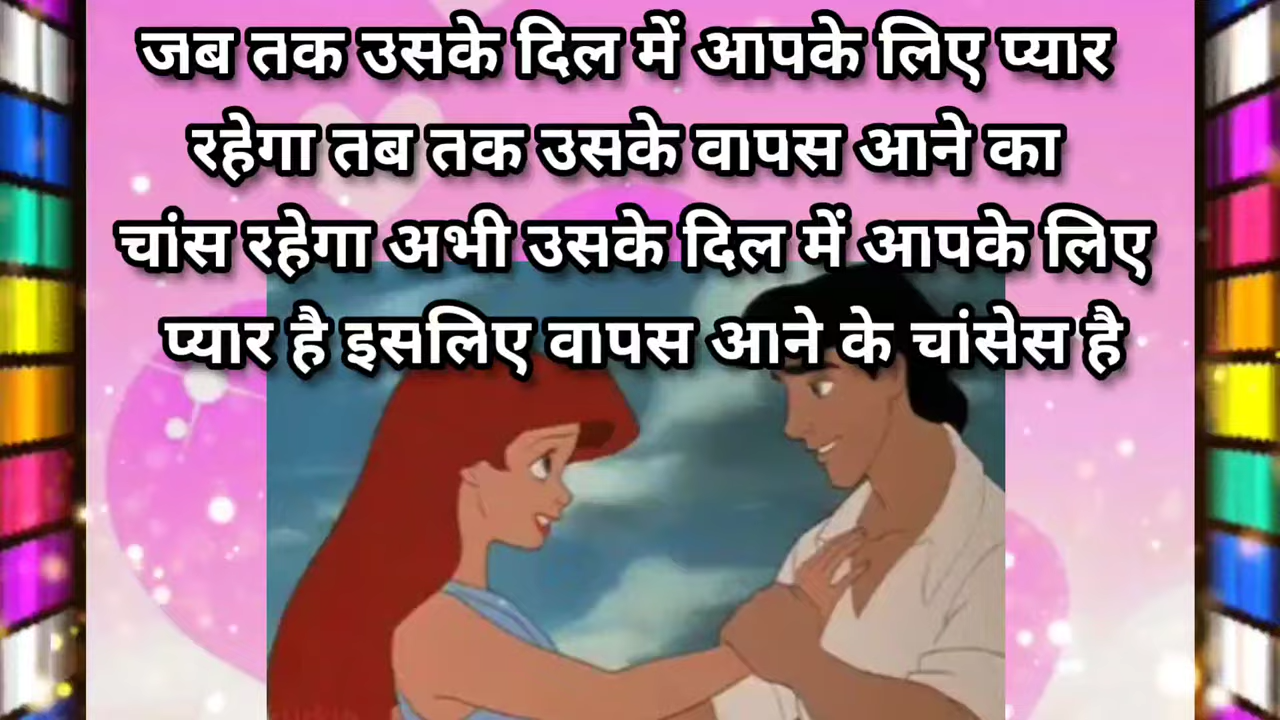 जब तक उसके दिल में आपके लिए प्यार
रहेगा तब तक उसके वापस आने का
चांस रहेगा अभी उसके दिल में आपके लिए
प्यार है इसलिए वापस आने के चांसेस है